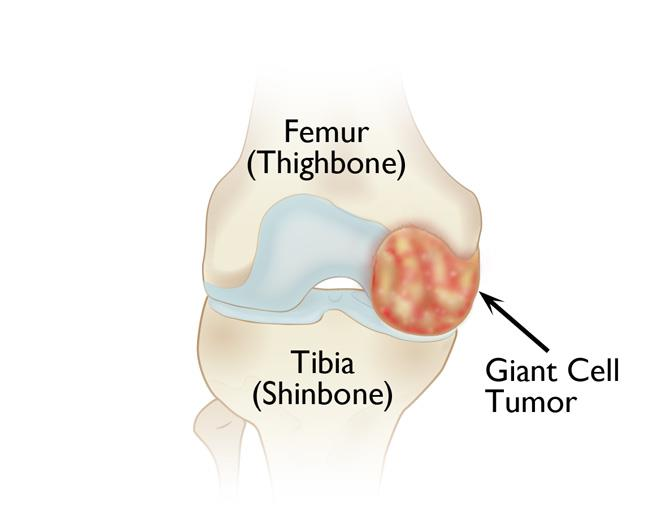 Femur
(Thighbone)
Tibia
(Shinbone)
Giant Cell
Tumor